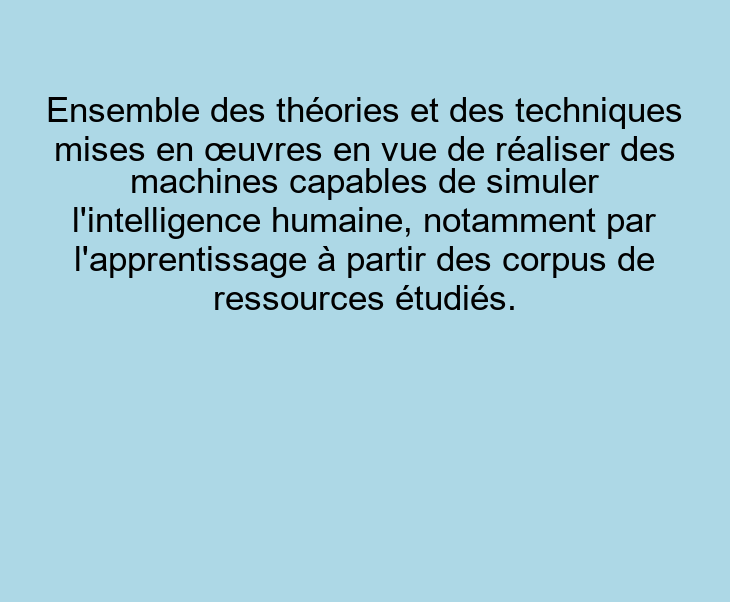 Ensemble des théories et des techniques
mises en œuvres en vue de réaliser des
machines capables de simuler
l'intelligence humaine, notamment par
l'apprentissage à partir des corpus de
ressources étudiés.